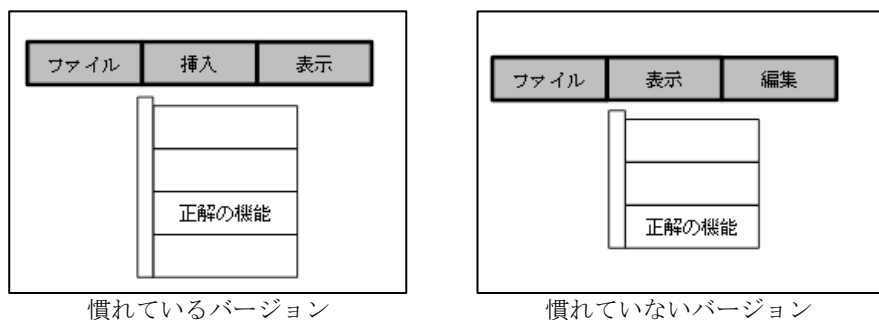 ファイル 挿入 表示
正解の機能
慣れているバージョン
ファイル 表示 編集
正解の機能
慣れていないバージョン